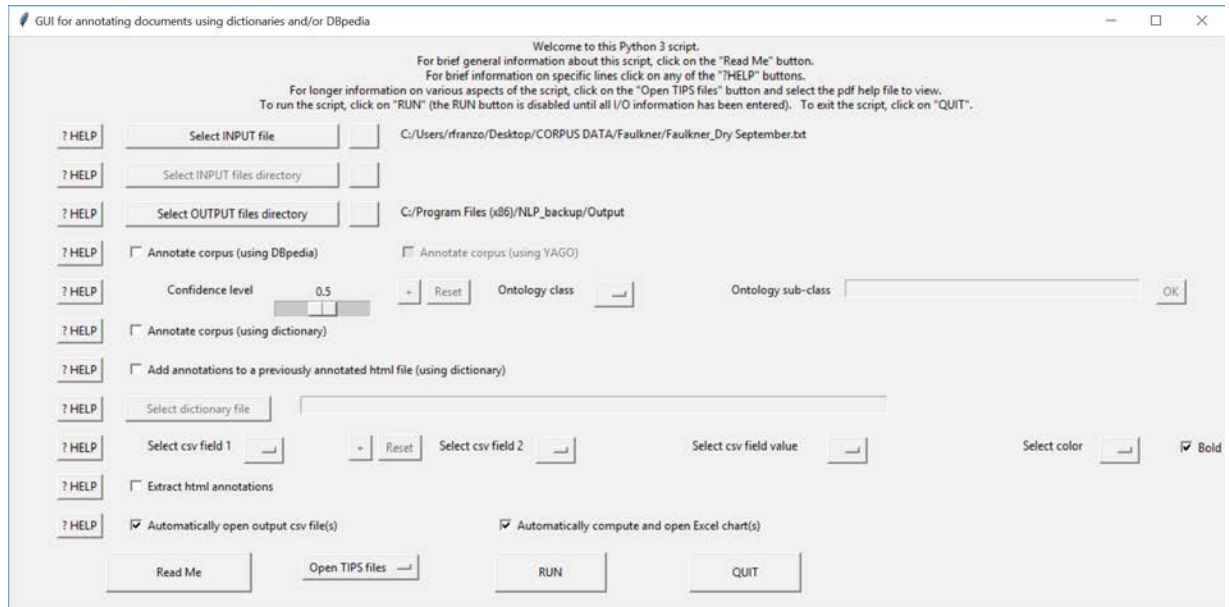 GUI for annotating documents using dictionaries and/or DBpedia
Welcome to this Python 3 script.
For brief general information about this script, click on the "Read Me" button.
For brief information on specific lines click on any of the "?HELP" buttons.
For longer information on various aspects of the script, click on the "Open TIPS files" button and select the pdf help file to view.
To run the script, click on "RUN" (the RUN button is disabled until all I/O information has been entered). To exit the script, click on "QUIT".
? HELP Select INPUT file C:/Users/rfranzo/Desktop/CORPUS DATA/Faulkner/Faulkner_Dry September.txt
? HELP Select INPUT files directory
? HELP Select OUTPUT files directory C:/Program Files (x86)/NLP_backup/Output
? HELP Annotate corpus (using DBpedia) Annotate corpus (using YAGO)
? HELP Confidence level 0.5 + Reset Ontology class Ontology sub-class OK
? HELP Annotate corpus (using dictionary)
? HELP Add annotations to a previously annotated html file (using dictionary)
? HELP Select dictionary file
? HELP Select csv field 1 + Reset Select csv field 2 Select csv field value Select color Bold
? HELP Extract html annotations
? HELP Automatically open output csv file(s) Automatically compute and open Excel chart(s)
Read Me Open TIPS files RUN QUIT